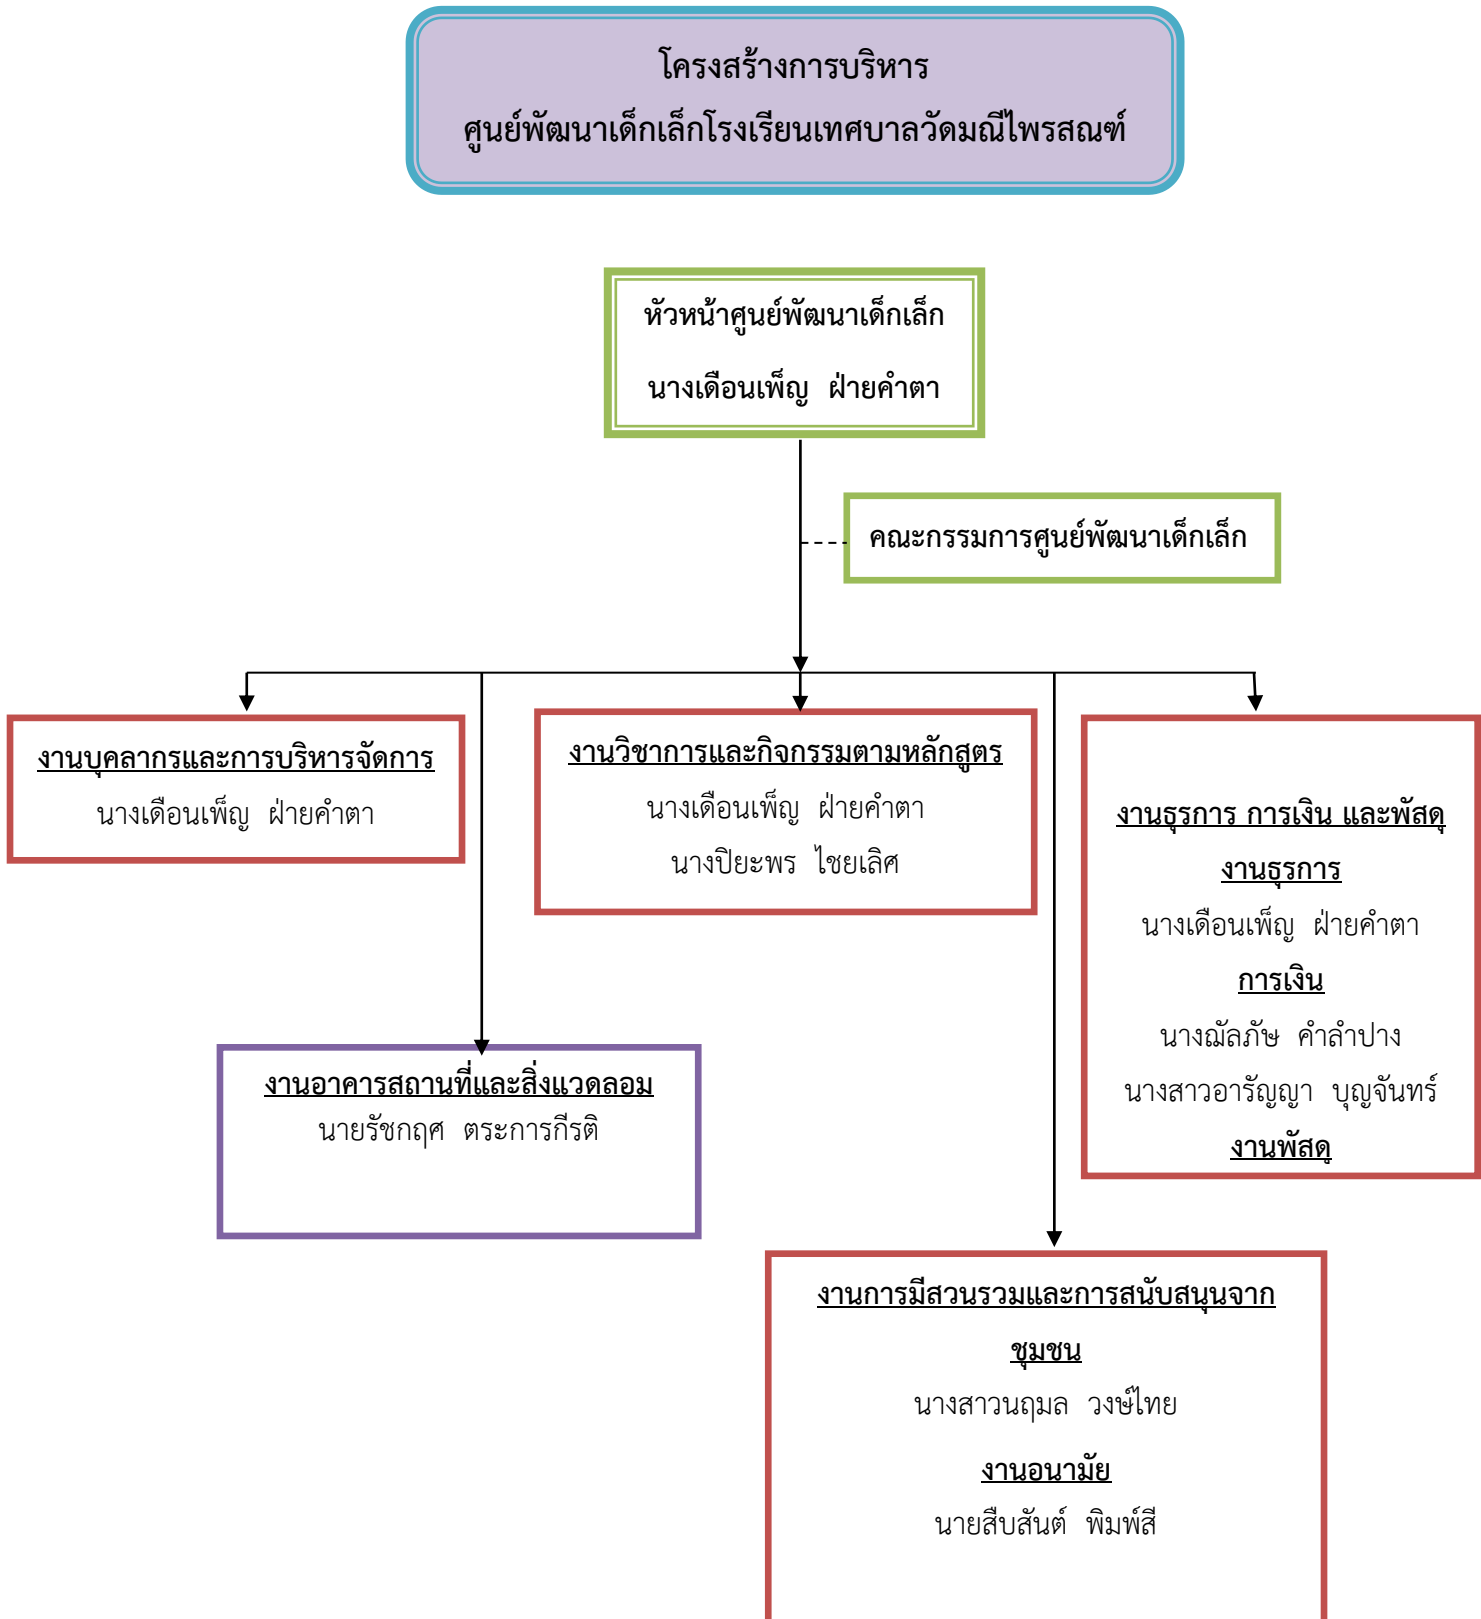 โครงสร้างการบริหาร
ศูนย์พัฒนาเด็กเล็กโรงเรียนเทศบาลวัดมณีไพรสณฑ์
หัวหน้าศูนย์พัฒนาเด็กเล็ก
นางเดือนเพ็ญ ฝ่ายคำตา
คณะกรรมการศูนย์พัฒนาเด็กเล็ก
งานบุคลากรและการบริหารจัดการ
นางเดือนเพ็ญ ฝ่ายคำตา
งานวิชาการและกิจกรรมตามหลักสูตร
นางเดือนเพ็ญ ฝ่ายคำตา
นางปิยะพร ไชยเลิศ
งานธุรการ การเงิน และพัสดุ
งานธุรการ
นางเดือนเพ็ญ ฝ่ายคำตา
การเงิน
นางฌัลภัษ คำลำปาง
นางสาวอารัญญา บุญจันทร์
งานพัสดุ
งานอาคารสถานที่และสิ่งแวดลอม
นายรัชกฤศ ตระการกีรติ
งานการมีสวนรวมและการสนับสนุนจาก
ชุมชน
นางสาวนฤมล วงษ์ไทย
งานอนามัย
นายสืบสันต์ พิมพ์สี